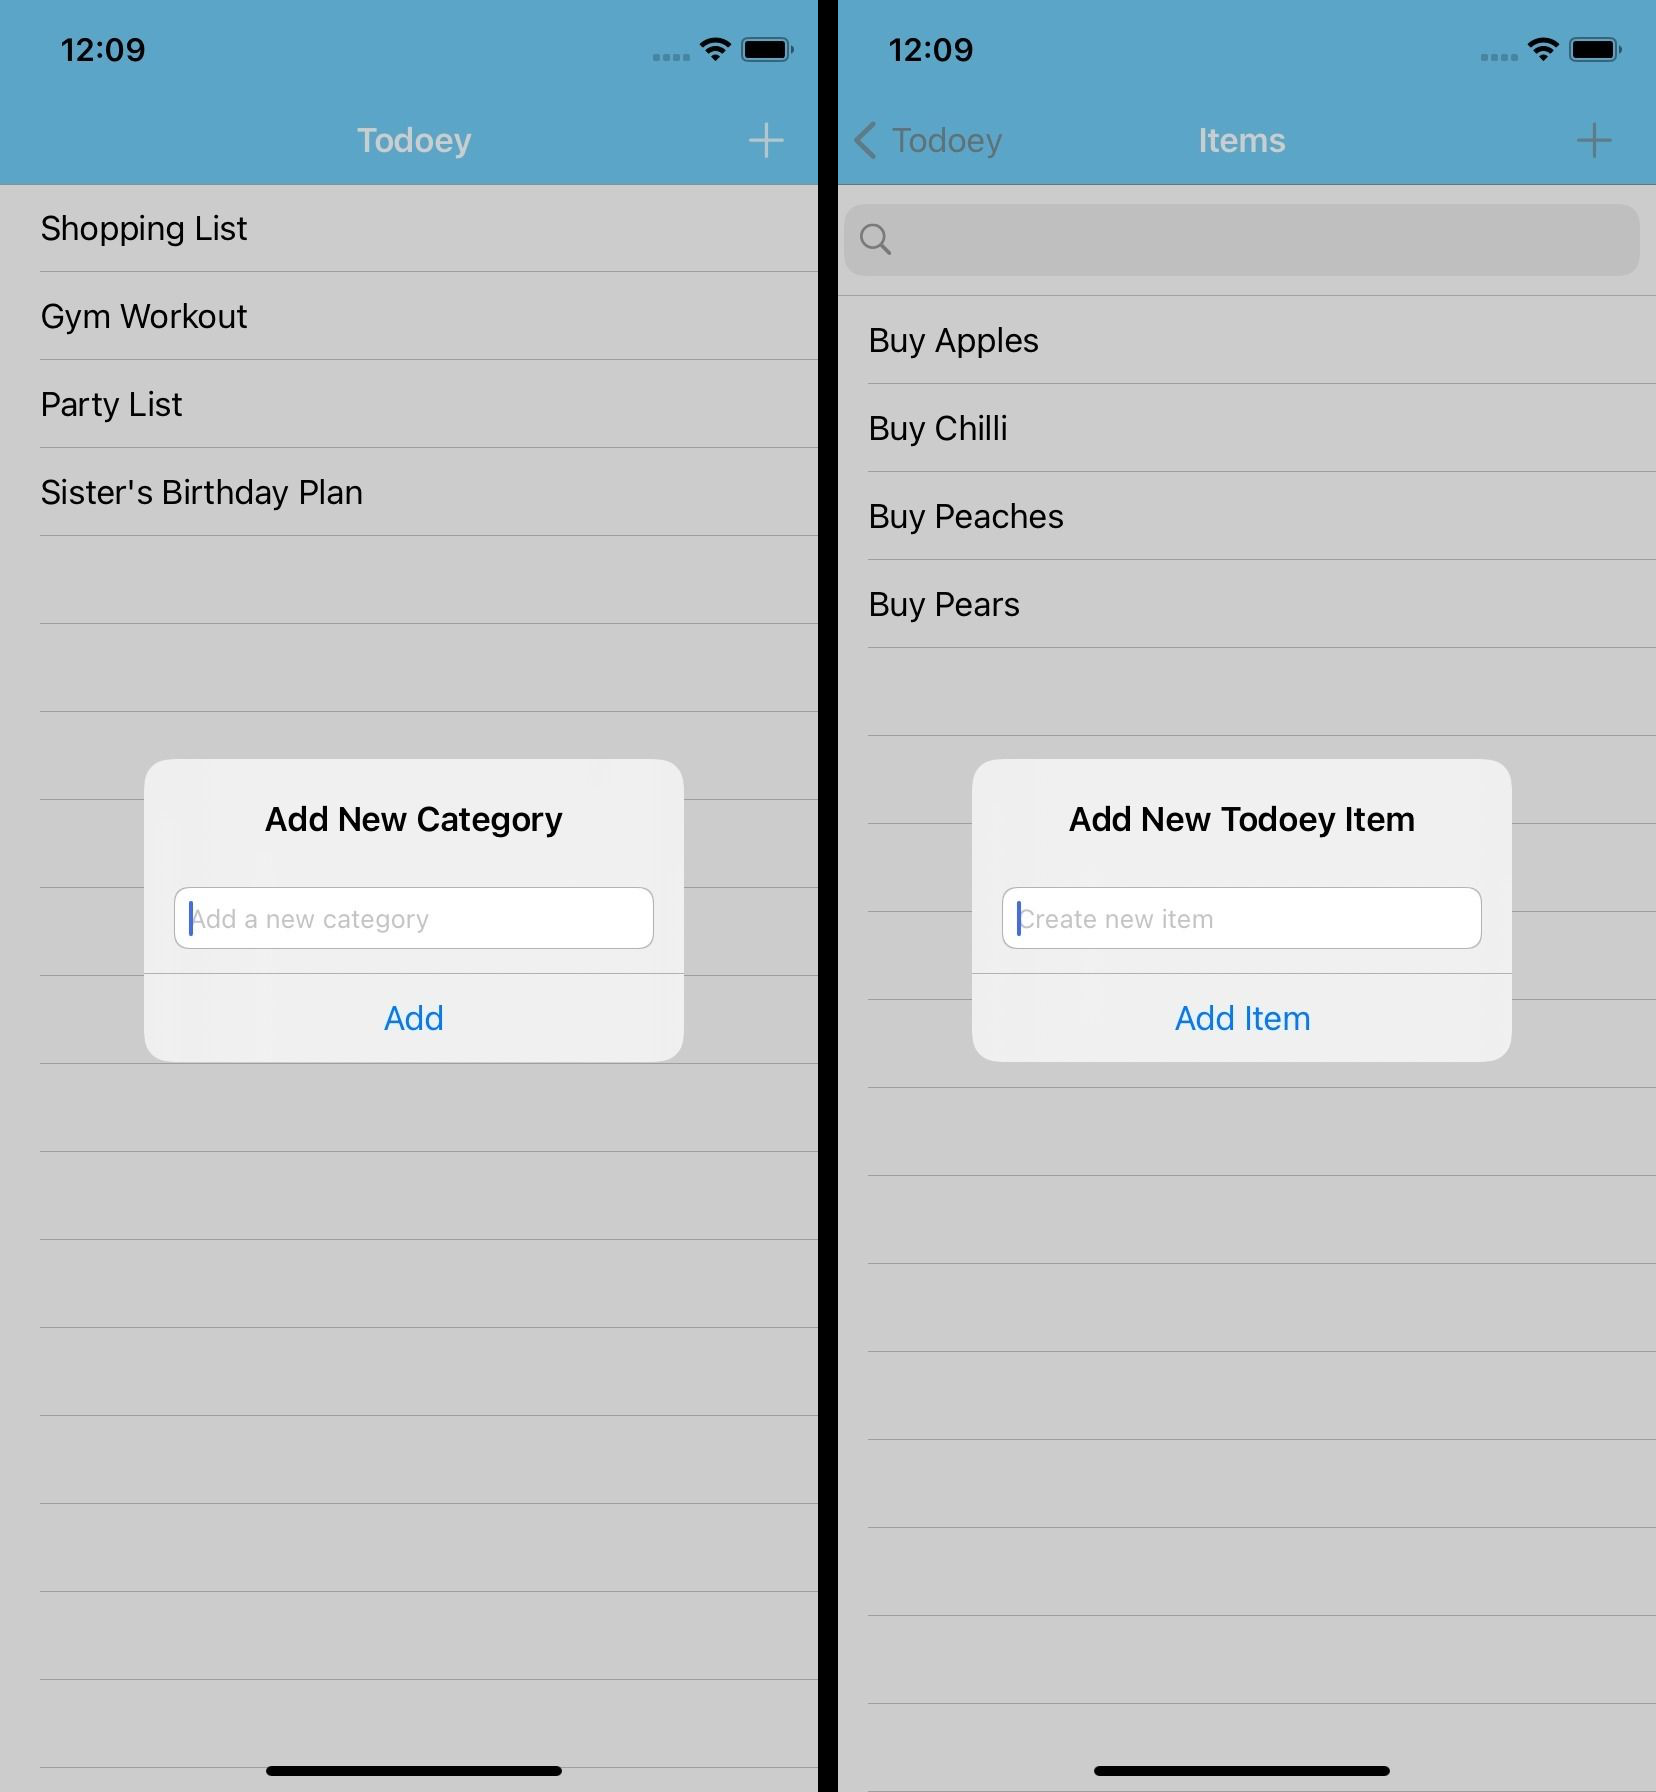 12:09
Todoey
Shopping List
Gym Workout
Party List
Sister's Birthday Plan
Add New Category
Add a new category
Add
12:09
Todoey
Items
Buy Apples
Buy Chilli
Buy Peaches
Buy Pears
Add New Todoey Item
Create new item
Add Item